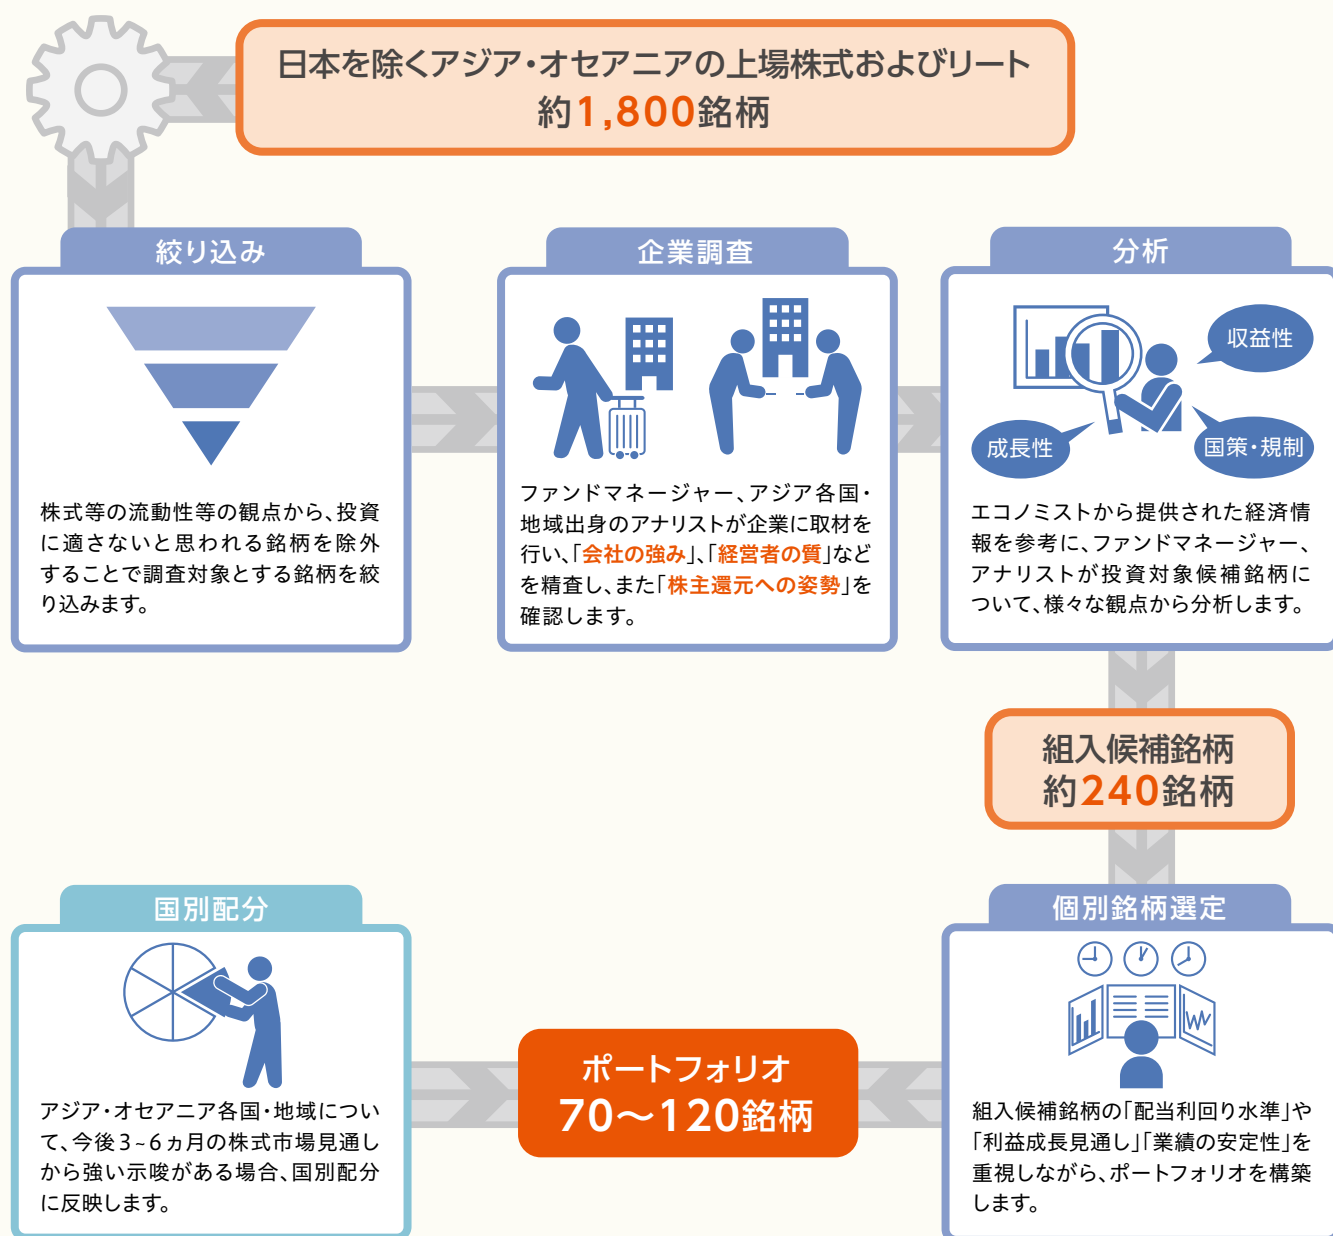 日本を除くアジア・オセアニアの上場株式およびリート
約1,800銘柄
絞り込み
株式等の流動性等の観点から、投資
に適さないと思われる銘柄を除外
することで調査対象とする銘柄を絞
り込みます。
企業調査
ファンドマネージャー、アジア各国・
地域出身のアナリストが企業に取材を
行い、「会社の強み」、「経営者の質」など
を精査し、また「株主還元への姿勢」を
確認します。
分析
収益性
成長性
国策・規制
エコノミストから提供された経済情
報を参考に、ファンドマネージャー、
アナリストが投資対象候補銘柄に
ついて、様々な観点から分析します。
組入候補銘柄
約240銘柄
個別銘柄選定
組入候補銘柄の「配当利回り水準」や
「利益成長見通し」「業績の安定性」を
重視しながら、ポートフォリオを構築
します。
ポートフォリオ
70〜120銘柄
国別配分
アジア・オセアニア各国・地域につい
て、今後3~6ヵ月の株式市場見通し
から強い示唆がある場合、国別配分
に反映します。